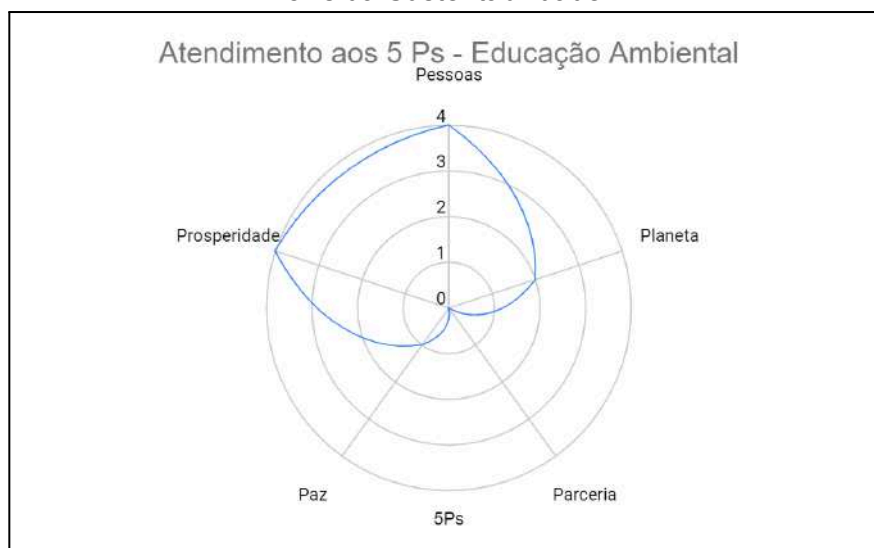 Atendimento aos 5 Ps - Educação Ambiental
Pessoas
4
3
2
1
0
Prosperidade
Planeta
Paz
Parceria
5Ps